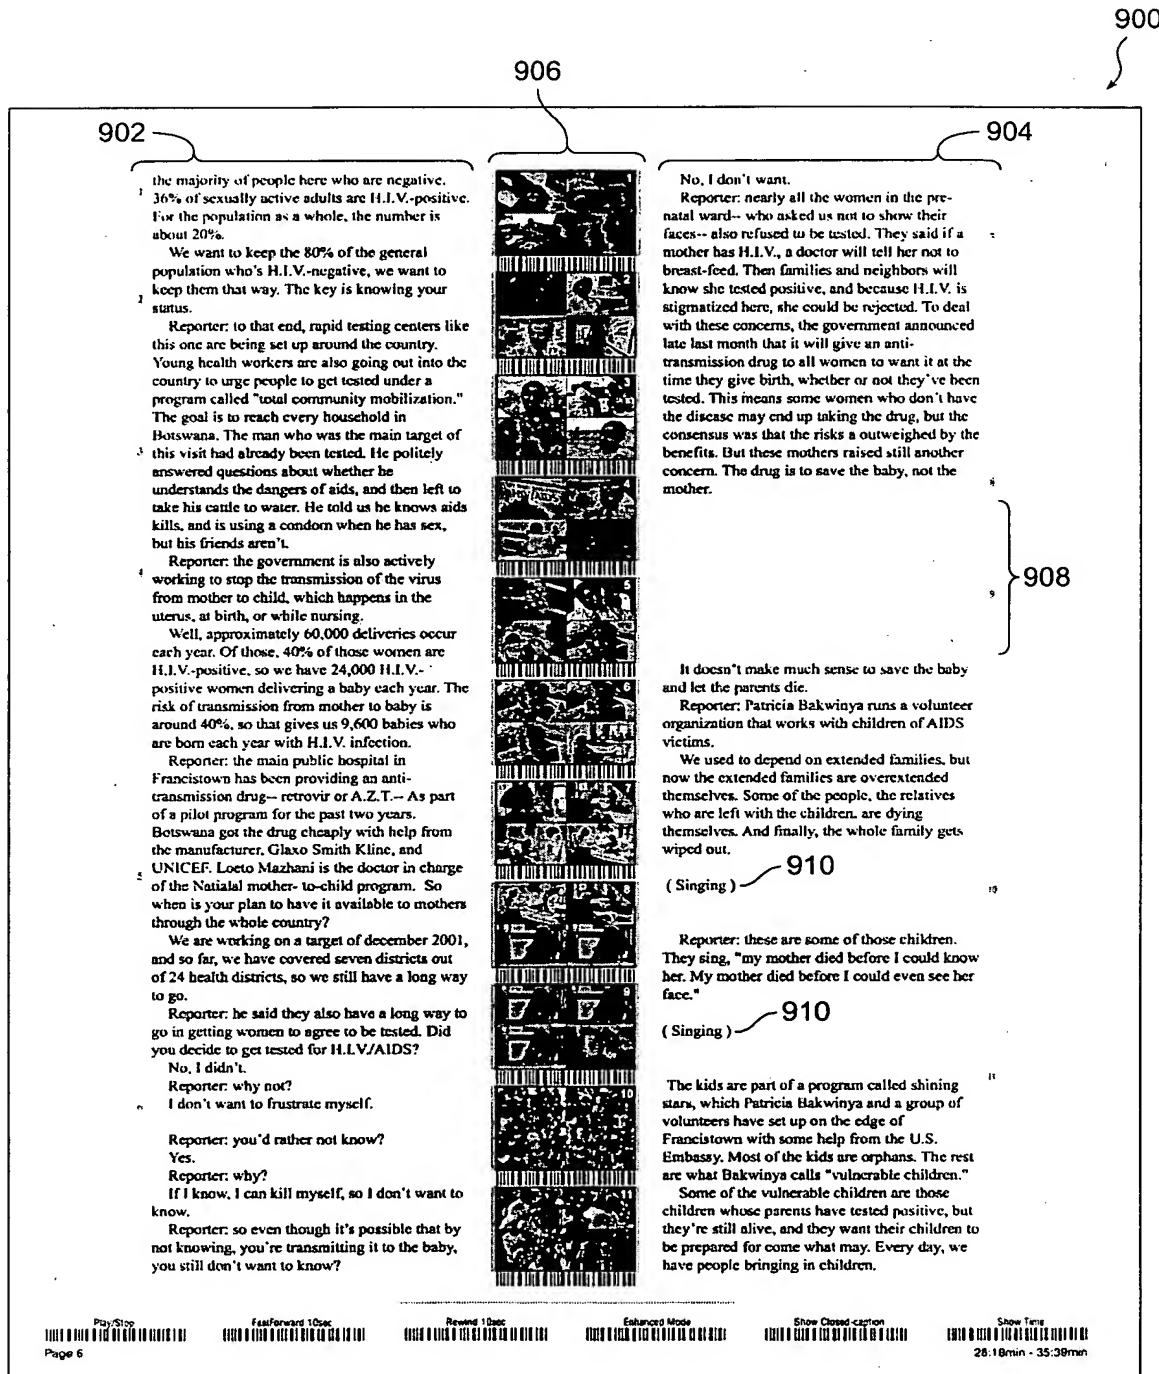 900
906
902
904
the majority of people here who are negative.
36% of sexually active adults are H.I.V.-positive.
For the population as a whole, the number is
about 20%.
We want to keep the 80% of the general
population who's H.I.V.-negative, we want to
keep them that way. The key is knowing your
status.
Reporter: to that end, rapid testing centers like
this one are being set up around the country.
Young health workers are also going out into the
country to urge people to get tested under a
program called "total community mobilization."
The goal is to reach every household in
Botswana. The man who was the main target of
this visit had already been tested. He politely
answered questions about whether he
understands the dangers of aids, and then left to
take his cattle to water. He told us he knows aids
kills, and is using a condom when he has sex,
but his friends aren't.
Reporter: the government is also actively
working to stop the transmission of the virus
from mother to child, which happens in the
uterus, at birth, or while nursing.
Well, approximately 60,000 deliveries occur
each year. Of those, 40% of those women are
H.I.V.-positive, so we have 24,000 H.I.V.-
positive women delivering a baby each year. The
risk of transmission from mother to baby is
around 40%, so that gives us 9,600 babies who
are born each year with H.I.V. infection.
Reporter: the main public hospital in
Francistown has been providing an anti-
transmission drug-- retrovir or A.Z.T.-- As part
of a pilot program for the past two years.
Botswana got the drug cheaply with help from
the manufacturer, Glaxo Smith Kline, and
UNICEF. Loeto Mazhani is the doctor in charge
of the Natialal mother- to-child program. So
when is your plan to have it available to mothers
through the whole country?
We are working on a target of december 2001,
and so far, we have covered seven districts out
of 24 health districts, so we still have a long way
to go.
Reporter: he said they also have a long way to
go in getting women to agree to be tested. Did
you decide to get tested for H.I.V./AIDS?
No, I didn't.
Reporter: why not?
I don't want to frustrate myself.
Reporter: you'd rather not know?
Yes.
Reporter: why?
If I know, I can kill myself, so I don't want to
know.
Reporter: so even though it's possible that by
not knowing, you're transmitting it to the baby,
you still don't want to know?
1
2
3
4
5
6
7
8
9
10
11
No, I don't want.
Reporter: nearly all the women in the pre-
natal ward-- who asked us not to show their
faces-- also refused to be tested. They said if a
mother has H.I.V., a doctor will tell her not to
breast-feed. Then families and neighbors will
know she tested positive, and because H.I.V. is
stigmatized here, she could be rejected. To deal
with these concerns, the government announced
late last month that it will give an anti-
transmission drug to all women to want it at the
time they give birth, whether or not they've been
tested. This means some women who don't have
the disease may end up taking the drug, but the
consensus was that the risks a outweighed by the
benefits. But these mothers raised still another
concern. The drug is to save the baby, not the
mother.
908
It doesn't make much sense to save the baby
and let the parents die.
Reporter: Patricia Bakwinya runs a volunteer
organization that works with children of AIDS
victims.
We used to depend on extended families, but
now the extended families are overextended
themselves. Some of the people, the relatives
who are left with the children, are dying
themselves. And finally, the whole family gets
wiped out.
( Singing ) 910
Reporter: these are some of those children.
They sing, "my mother died before I could know
her. My mother died before I could even see her
face."
( Singing ) 910
The kids are part of a program called shining
stars, which Patricia Bakwinya and a group of
volunteers have set up on the edge of
Francistown with some help from the U.S.
Embassy. Most of the kids are orphans. The rest
are what Bakwinya calls "vulnerable children."
Some of the vulnerable children are those
children whose parents have tested positive, but
they're still alive, and they want their children to
be prepared for come what may. Every day, we
have people bringing in children.
Play/Stop
FastForward 10sec
Rewind 10sec
Enhanced Mode
Show Closed-caption
Show Time
Page 6
28:18min - 35:39min